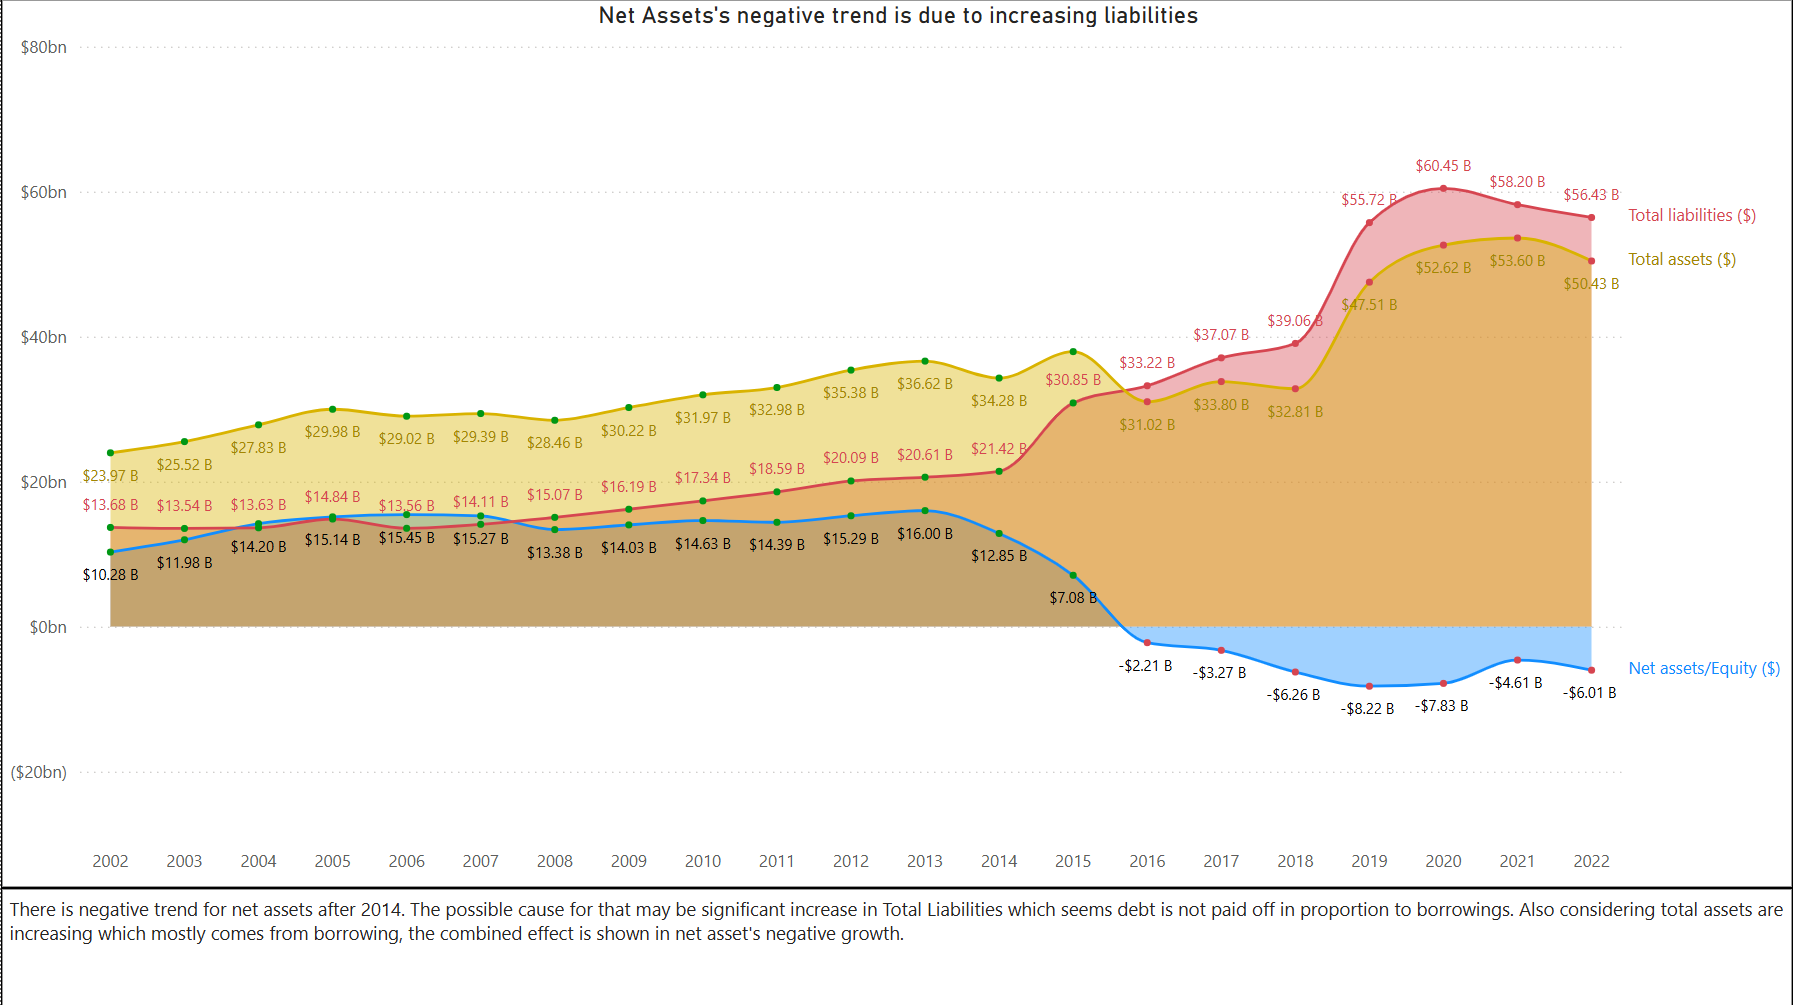 Net Assets's negative trend is due to increasing liabilities
$80bn
$60bn
$40bn
$20bn
$0bn
($20bn)
$60.45 B
$58.20 B
$56.43 B
$55.72 B
Total liabilities ($)
Total assets ($)
$52.62 B
$53.60 B
$50.43 B
$47.51 B
$39.06 B
$37.07 B
$33.22 B
$30.85 B
$36.62 B
$35.38 B
$34.28 B
$32.98 B
$31.97 B
$30.22 B
$28.46 B
$29.39 B
$29.02 B
$29.98 B
$27.83 B
$25.52 B
$23.97 B
$31.02 B
$33.80 B
$32.81 B
$13.68 B
$13.54 B
$13.63 B
$14.84 B
$13.56 B
$14.11 B
$15.07 B
$16.19 B
$17.34 B
$18.59 B
$20.09 B
$20.61 B
$21.42 B
$10.28 B
$11.98 B
$14.20 B
$15.14 B
$15.45 B
$15.27 B
$13.38 B
$14.03 B
$14.63 B
$14.39 B
$15.29 B
$16.00 B
$12.85 B
$7.08 B
-$2.21 B
-$3.27 B
-$6.26 B
-$8.22 B
-$7.83 B
-$4.61 B
-$6.01 B
Net assets/Equity ($)
2002 2003 2004 2005 2006 2007 2008 2009 2010 2011 2012 2013 2014 2015 2016 2017 2018 2019 2020 2021 2022
There is negative trend for net assets after 2014. The possible cause for that may be significant increase in Total Liabilities which seems debt is not paid off in proportion to borrowings. Also considering total assets are
increasing which mostly comes from borrowing, the combined effect is shown in net asset's negative growth.